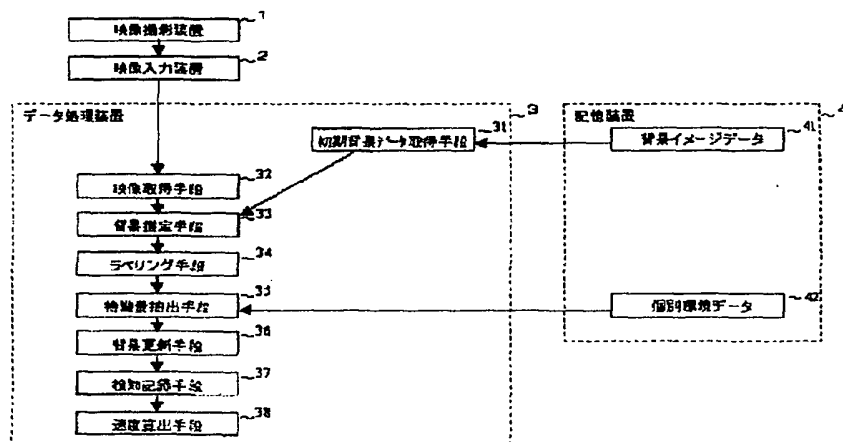 1
映像撮影装置
2
映像入力装置
データ処理装置
3
記憶装置
4
31
初期背景データ取得手段
41
背景イメージデータ
32
映像取得手段
33
背景推定手段
34
ラベリング手段
35
特徴量抽出手段
42
個別環境データ
36
背景更新手段
37
検知記録手段
38
速度算出手段